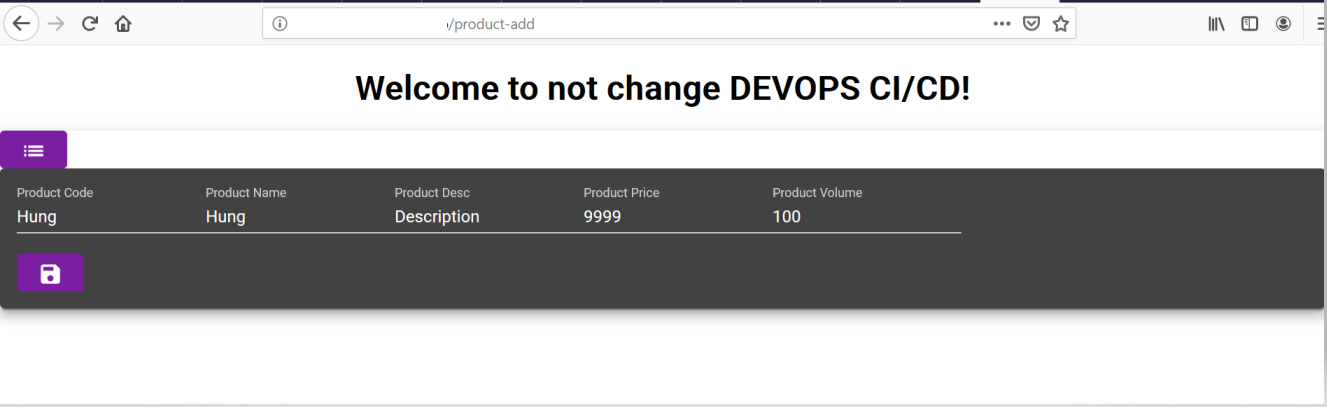 /product-add
Welcome to not change DEVOPS CI/CD!
Product Code Product Name Product Desc Product Price Product Volume
Hung Hung Description 9999 100